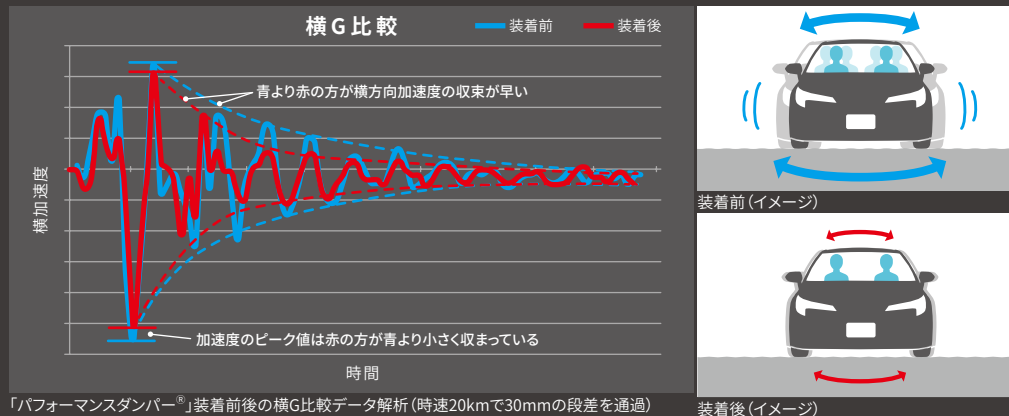 横G比較
装着前
装着後
青より赤の方が横方向加速度の収束が早い
横加速度
加速度のピーク値は赤の方が青より小さく収まっている
時間
「パフォーマンスダンパー®」装着前後の横G比較データ解析（時速20kmで30mmの段差を通過）
装着前（イメージ）
装着後（イメージ）